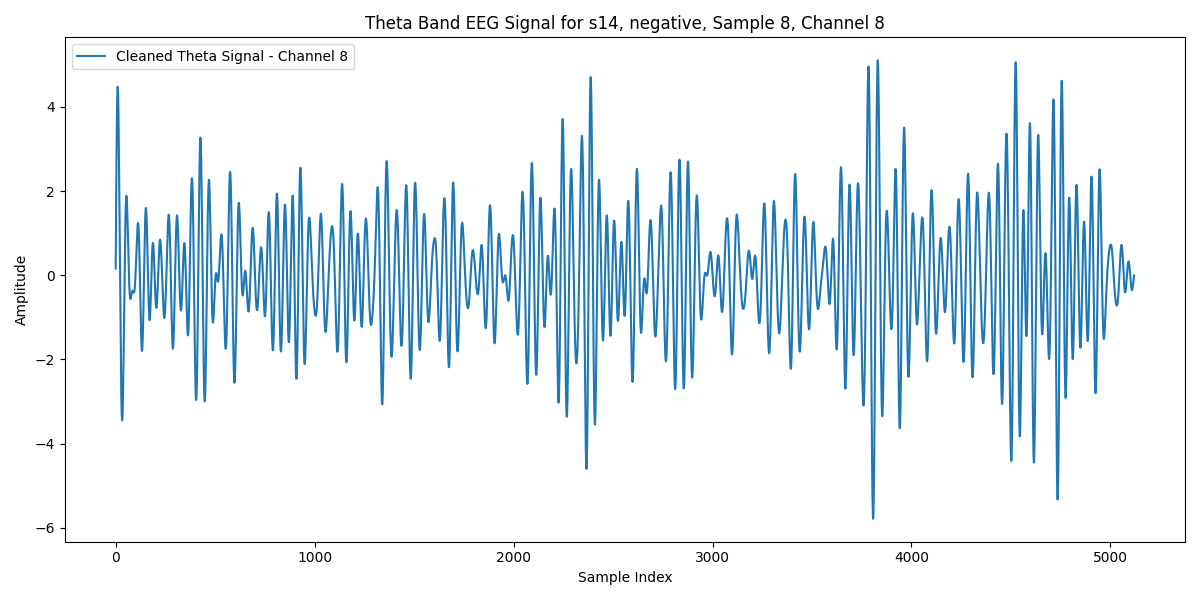 Theta Band EEG Signal for s14, negative, Sample 8, Channel 8
Cleaned Theta Signal - Channel 8
Amplitude
4
2
0
−2
−4
−6
0 1000 2000 3000 4000 5000
Sample Index